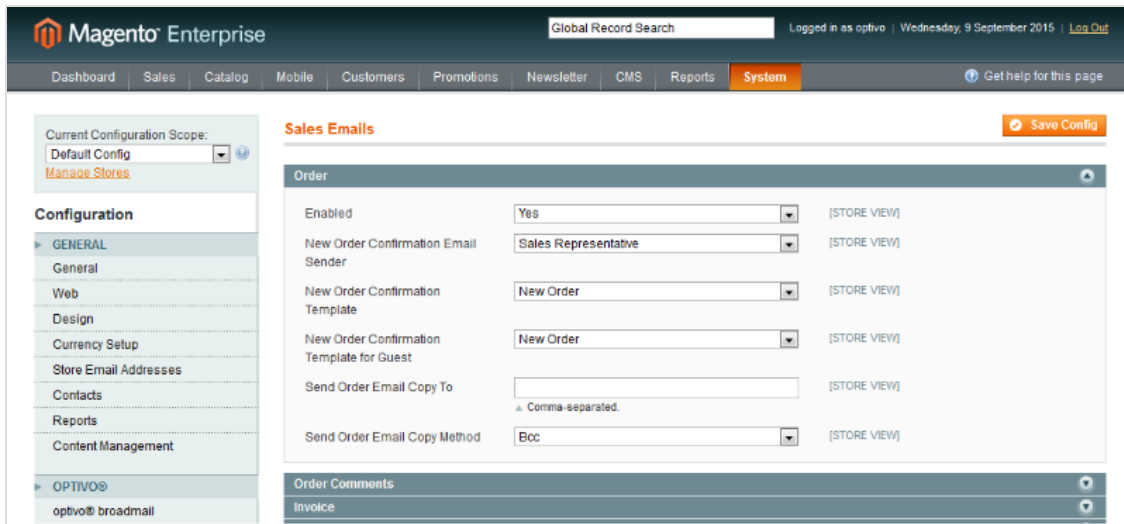 Magento Enterprise
Global Record Search
Logged in as optivo | Wednesday, 9 September 2015 | Log Out
Dashboard Sales Catalog Mobile Customers Promotions Newsletter CMS Reports System Get help for this page
Current Configuration Scope:
Default Config
Manage Stores
Configuration
GENERAL
General
Web
Design
Currency Setup
Store Email Addresses
Contacts
Reports
Content Management
OPTIVO®
optivo® broadmail
Sales Emails
Save Config
Order
Enabled Yes [STORE VIEW]
New Order Confirmation Email Sales Representative [STORE VIEW]
Sender
New Order Confirmation New Order [STORE VIEW]
Template
New Order Confirmation New Order [STORE VIEW]
Template for Guest
Send Order Email Copy To [STORE VIEW]
Comma-separated.
Send Order Email Copy Method Bcc [STORE VIEW]
Order Comments
Invoice